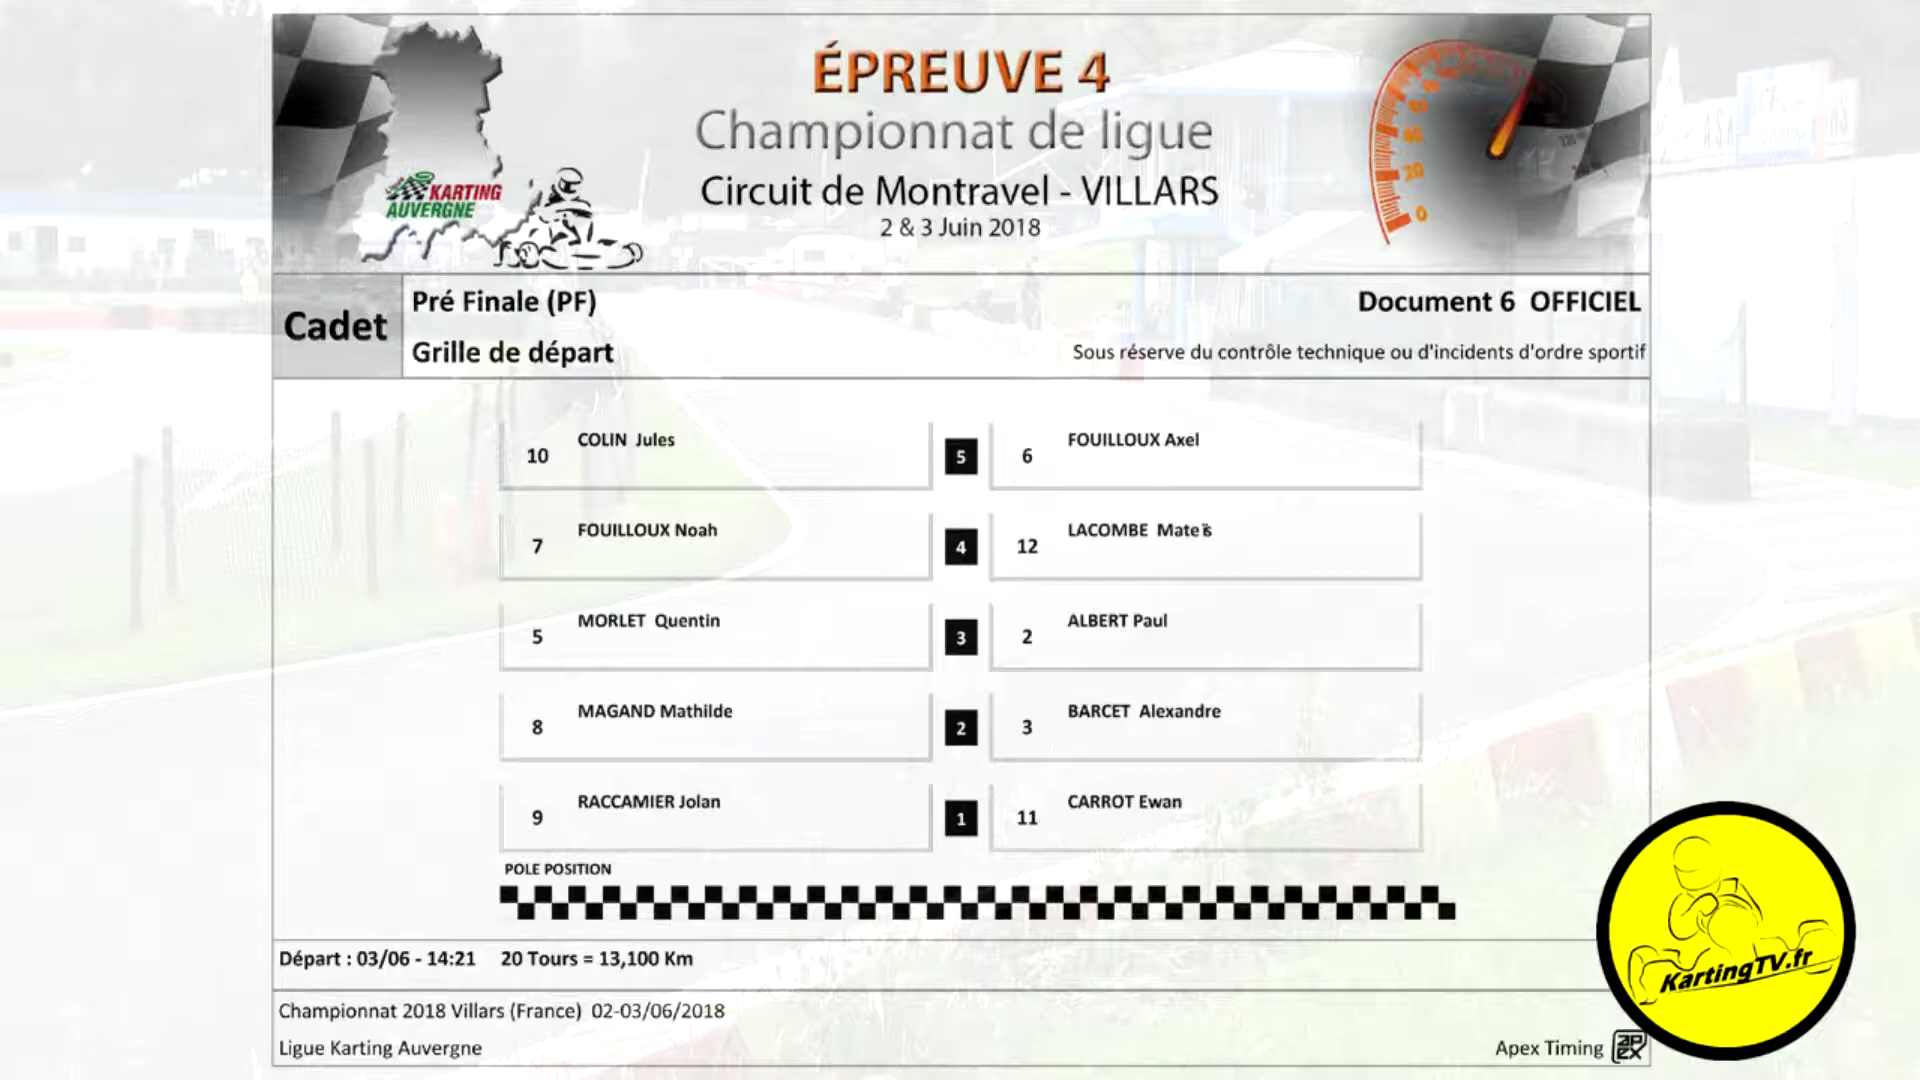 ÉPREUVE 4
Championnat de ligue
Circuit de Montravel - VILLARS
2 & 3 Juin 2018
KARTING
AUVERGNE
60
40
20
0
Cadet
Pré Finale (PF)
Document 6 OFFICIEL
Grille de départ
Sous réserve du contrôle technique ou d'incidents d'ordre sportif
10 COLIN Jules 5 6 FOUILLOUX Axel
7 FOUILLOUX Noah 4 12 LACOMBE
5 MORLET Quentin 3 2 ALBERT Paul
8 MAGAND Mathilde 2 3 BARCET Alexandre
9 RACCAMIER Jolan 1 11 CARROT Ewan
POLE POSITION
Départ : 03/06 - 14:21 20 Tours = 13,100 Km
Championnat 2018 Villars (France) 02-03/06/2018
Ligue Karting Auvergne
Apex Timing
APEX
KartingTV.fr